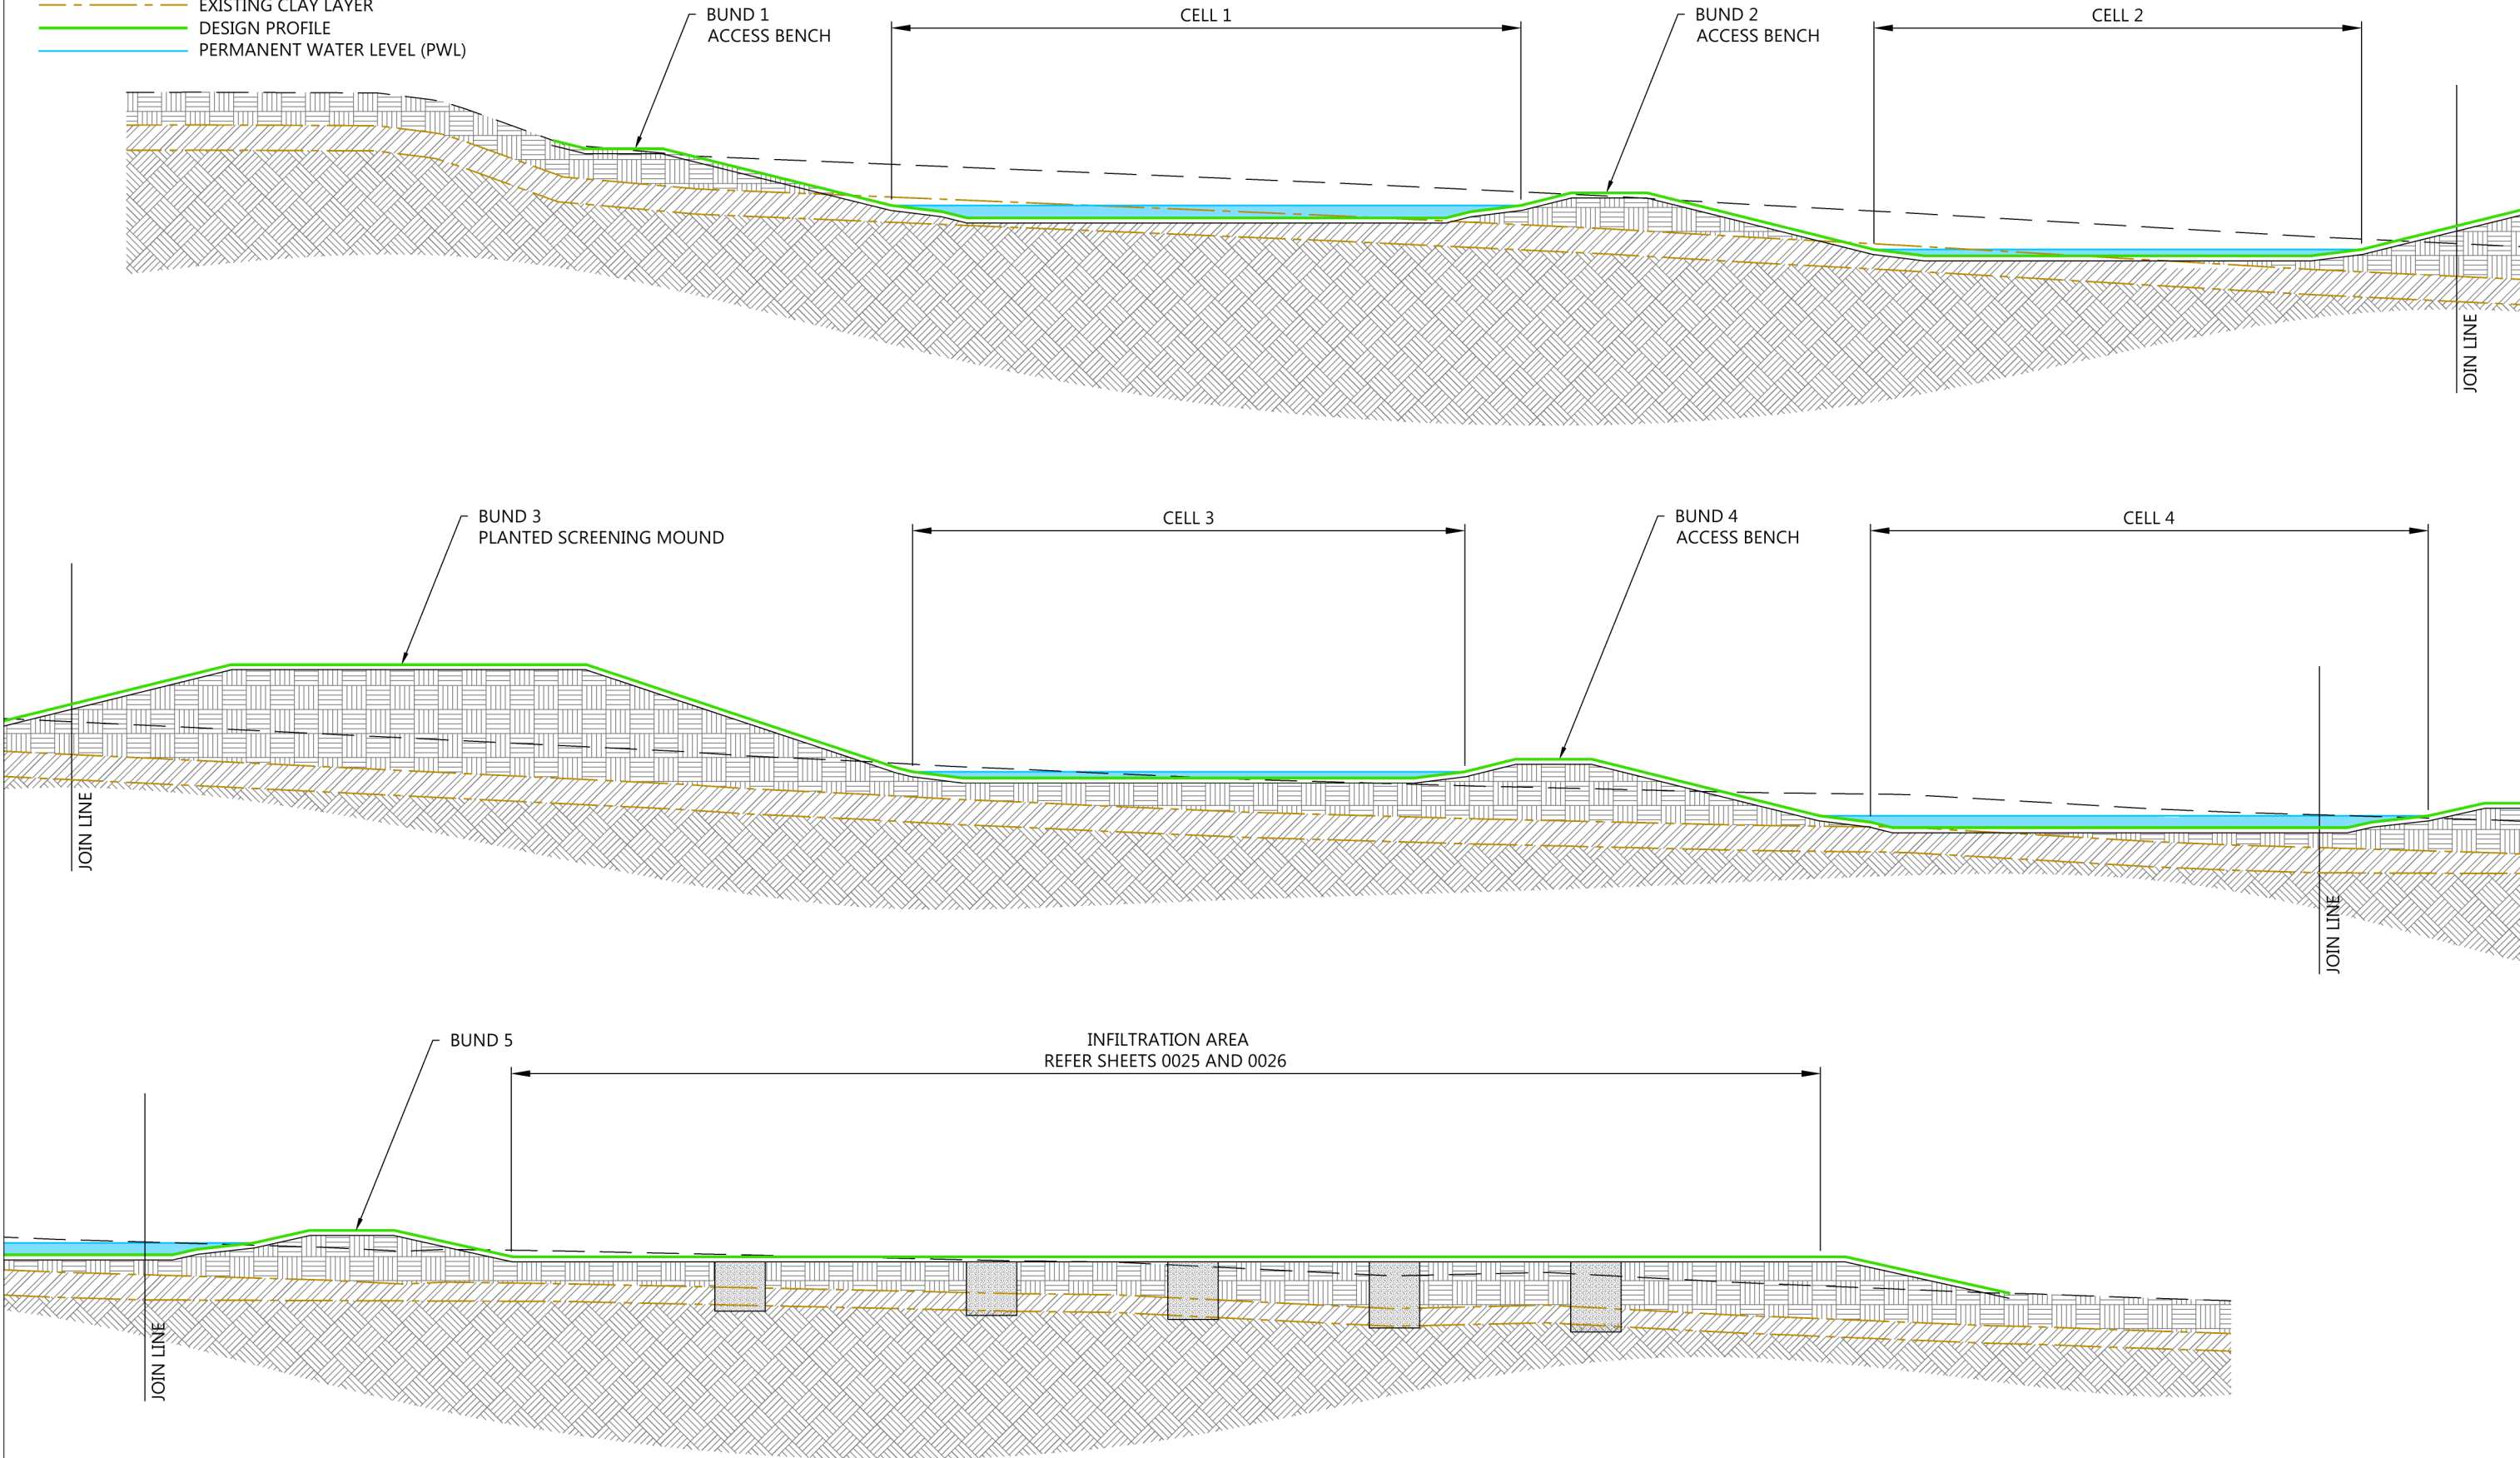 EXISTING CLAY LAYER
DESIGN PROFILE
PERMANENT WATER LEVEL (PWL)
BUND 1
ACCESS BENCH
CELL 1
BUND 2
ACCESS BENCH
CELL 2
JOIN LINE
BUND 3
PLANTED SCREENING MOUND
CELL 3
BUND 4
ACCESS BENCH
CELL 4
JOIN LINE
JOIN LINE
BUND 5
INFILTRATION AREA
REFER SHEETS 0025 AND 0026
JOIN LINE